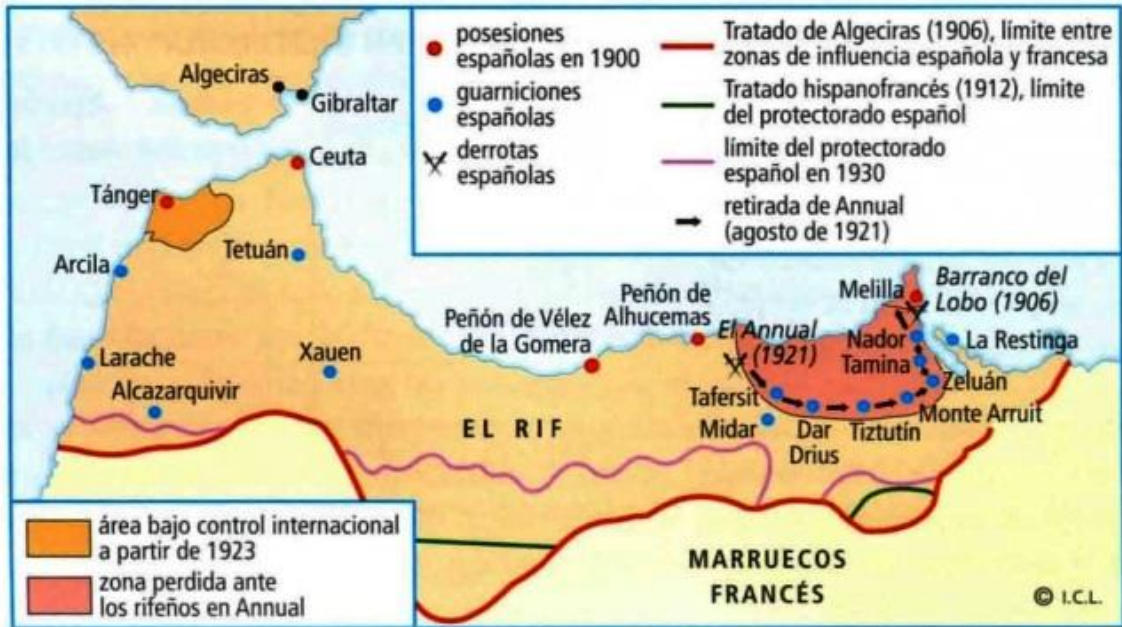 posesiones
españolas en 1900
guarniciones
españolas
derrotas
españolas
Tratado de Algeciras (1906), límite entre
zonas de influencia española y francesa
Tratado hispanofrancés (1912), límite
del protectorado español
límite del protectorado
español en 1930
retirada de Annual
(agosto de 1921)
Algeciras
Gibraltar
Ceuta
Tánger
Tetuán
Arcila
Larache
Alcazarquivir
Xauen
Peñón de Vélez
de la Gomera
Peñón de
Alhucemas
El Annual
(1921)
Melilla
Barranco del
Lobo (1906)
Nador
Tamina
La Restinga
Zeluán
Monte Arruit
Tafersit
Midar
Dar
Drius
Tiztutín
EL RIF
MARRUECOS
FRANCÉS
área bajo control internacional
a partir de 1923
zona perdida ante
los rifeños en Annual
© I.C.L.